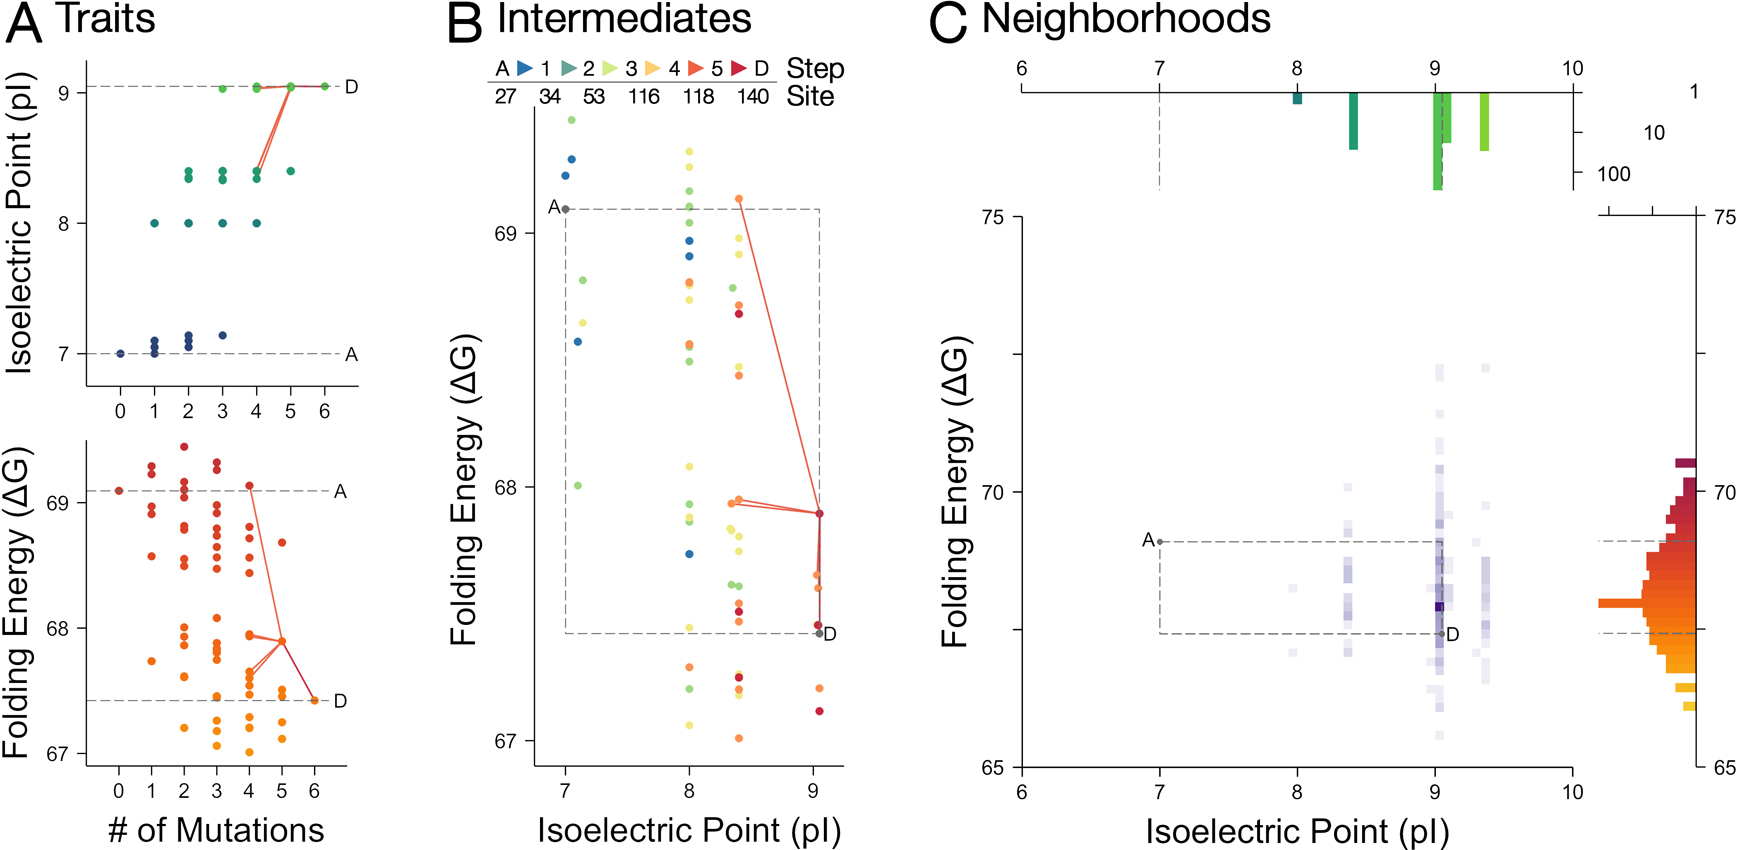 A Traits
9
8
7
D
A
0 1 2 3 4 5 6
Isoelectric Point (pI)
69
68
67
A
D
0 1 2 3 4 5 6
Folding Energy (ΔG)
# of Mutations
B Intermediates
A 1 2 3 4 5 D Step
27 34 53 116 118 140 Site
69
68
67
A
D
7 8 9
Folding Energy (ΔG)
Isoelectric Point (pI)
C Neighborhoods
6 7 8 9 10
1
10
100
75
70
65
A
D
6 7 8 9 10
Folding Energy (ΔG)
Isoelectric Point (pI)
75
70
65